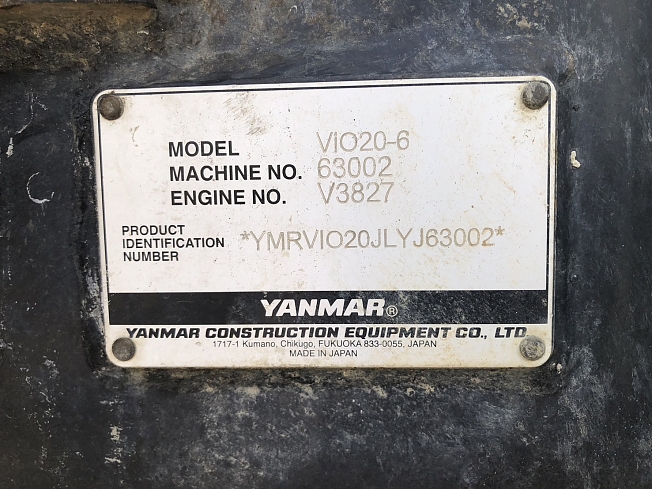 MODEL VIO20-6
MACHINE NO. 63002
ENGINE NO. V3827
PRODUCT
IDENTIFICATION *YMRVIO20JLYJ63002*
NUMBER
YANMAR®
YANMAR CONSTRUCTION EQUIPMENT CO., LTD
1717-1 Kumano, Chikugo, FUKUOKA 833-0055, JAPAN
MADE IN JAPAN